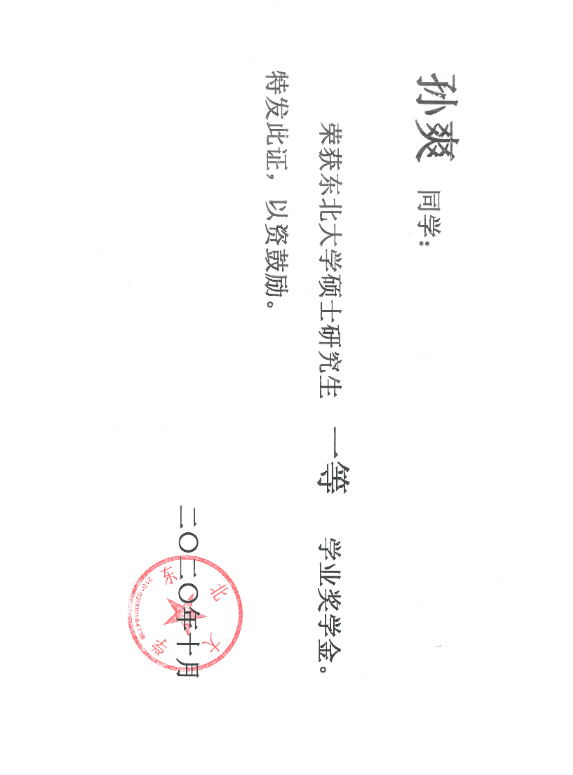 孙爽 同学：
荣获东北大学硕士研究生 一等 学业奖学金。
特发此证，以资鼓励。
二〇二〇年十月
东北大学